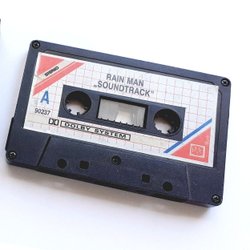 RAIN MAN
„SOUNDTRACK"
A
90237
DOLBY SYSTEM